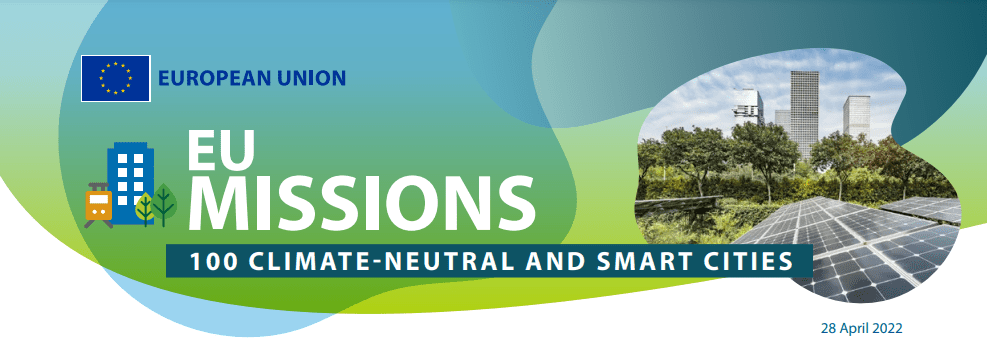 EUROPEAN UNION
EU
MISSIONS
100 CLIMATE-NEUTRAL AND SMART CITIES
28 April 2022